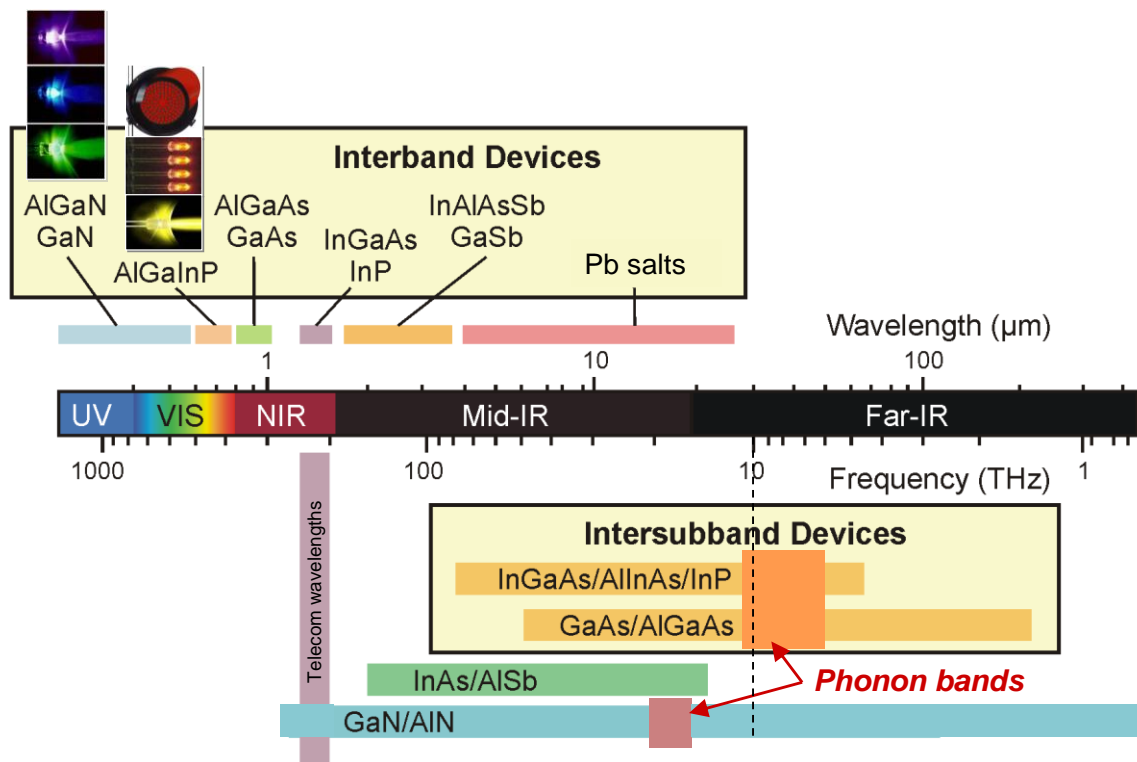 Interband Devices
AlGaN
GaN
AlGaInP
AlGaAs
GaAs
InGaAs
InP
InAlAsSb
GaSb
Pb salts
Wavelength (µm)
1
10
100
UV
VIS
NIR
Mid-IR
Far-IR
1000
100
10
1
Frequency (THz)
Telecom wavelengths
Intersubband Devices
InGaAs/AlInAs/InP
GaAs/AlGaAs
InAs/AlSb
Phonon bands
GaN/AlN